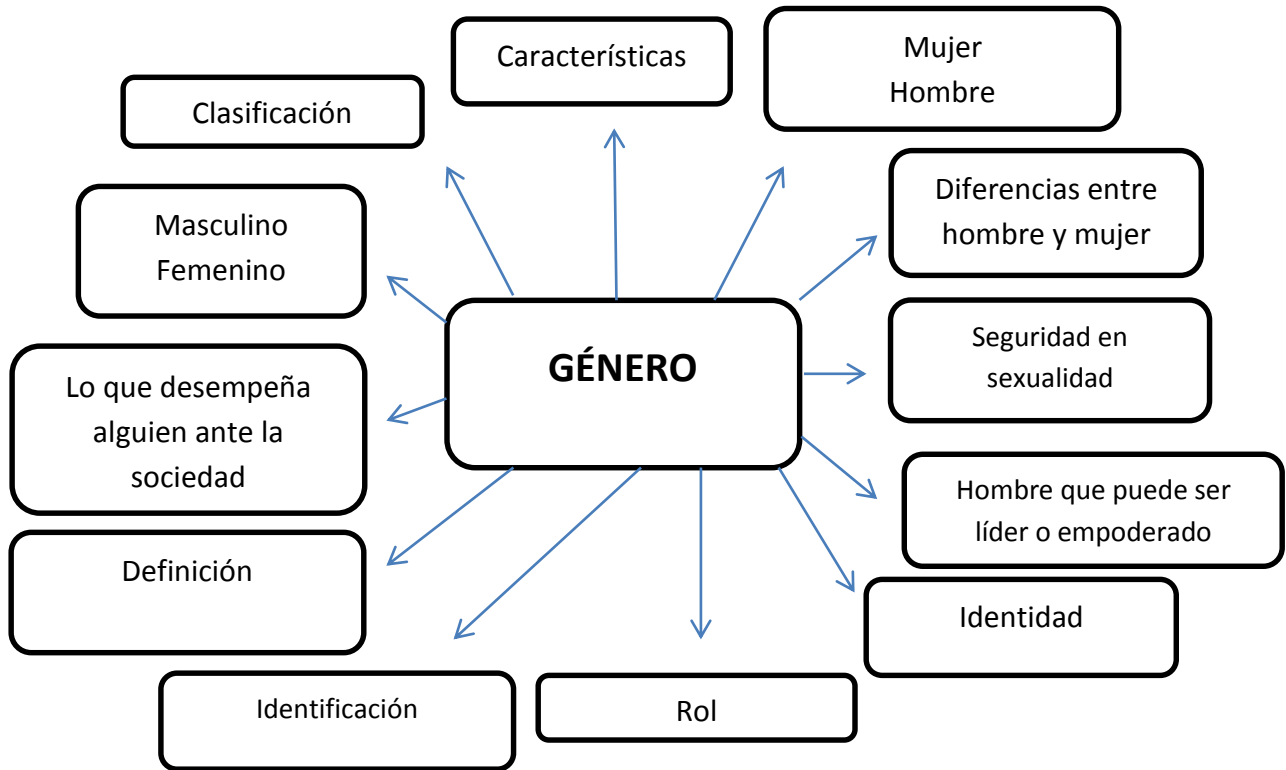 Características
Mujer
Hombre
Clasificación
Diferencias entre
hombre y mujer
Masculino
Femenino
GÉNERO
Seguridad en
sexualidad
Lo que desempeña
alguien ante la
sociedad
Hombre que puede ser
líder o empoderado
Definición
Identidad
Identificación
Rol